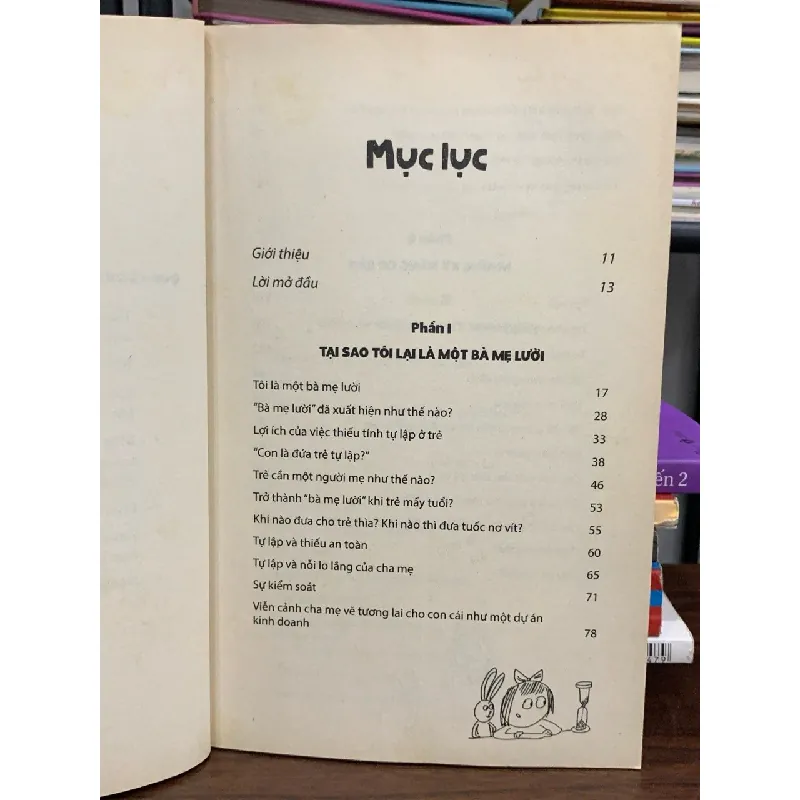 Mục lục
Giới thiệu 11
Lời mở đầu 13
Phần I
TẠI SAO TÔI LẠI LÀ MỘT BÀ MẸ LƯỜI
Tôi là một bà mẹ lười 17
“Bà mẹ lười” đã xuất hiện như thế nào? 28
Lợi ích của việc thiếu tính tự lập ở trẻ 33
“Con là đứa trẻ tự lập?” 38
Trẻ cần một người mẹ như thế nào? 46
Trở thành “bà mẹ lười” khi trẻ mấy tuổi? 53
Khi nào đưa cho trẻ thìa? Khi nào thì đưa tuốc nơ vít? 55
Tự lập và thiếu an toàn 60
Tự lập và nỗi lo lắng của cha mẹ 65
Sự kiểm soát 71
Viễn cảnh cha mẹ vẽ tương lai cho con cái như một dự án
kinh doanh 78
ến 2